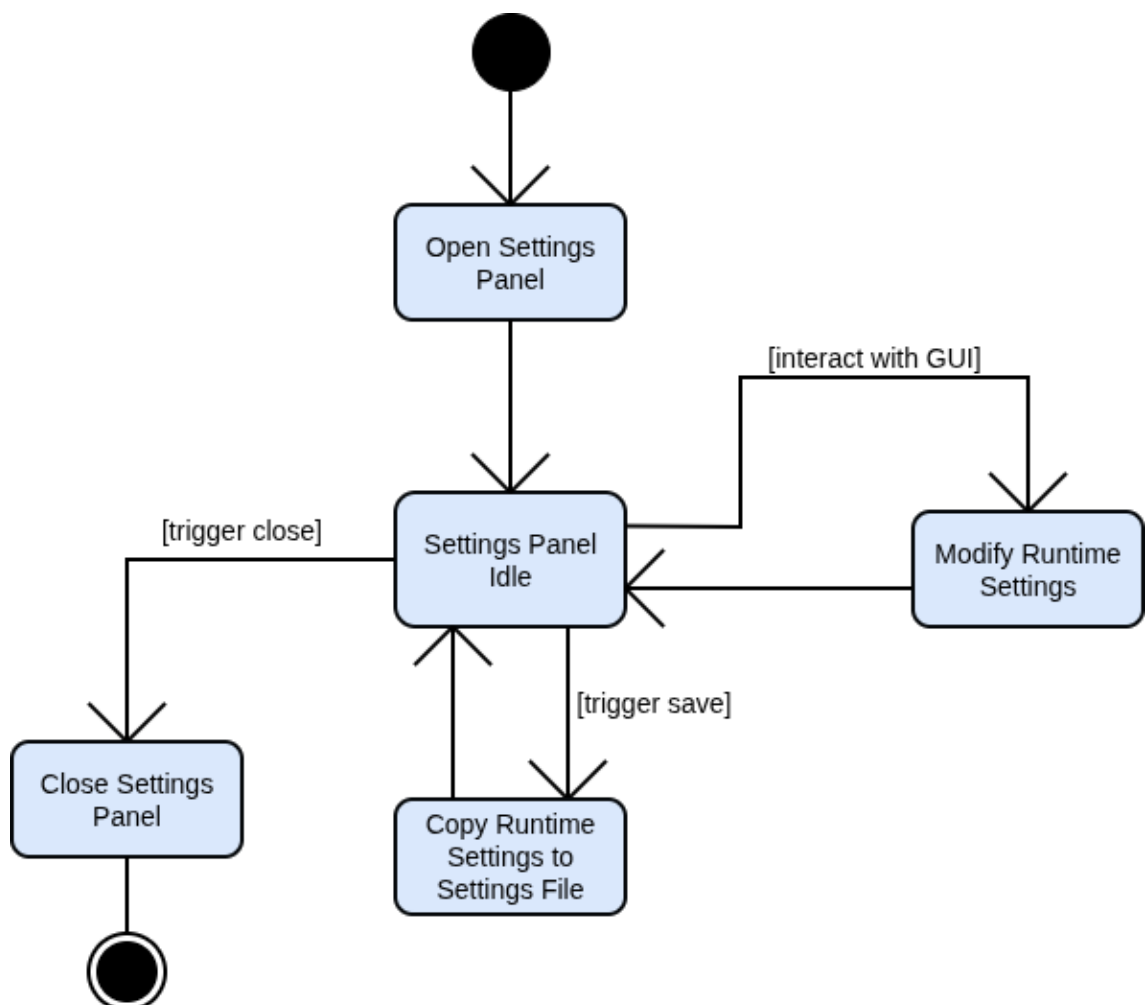 Open Settings
Panel
[interact with GUI]
[trigger close]
Settings Panel
Idle
Modify Runtime
Settings
[trigger save]
Close Settings
Panel
Copy Runtime
Settings to
Settings File